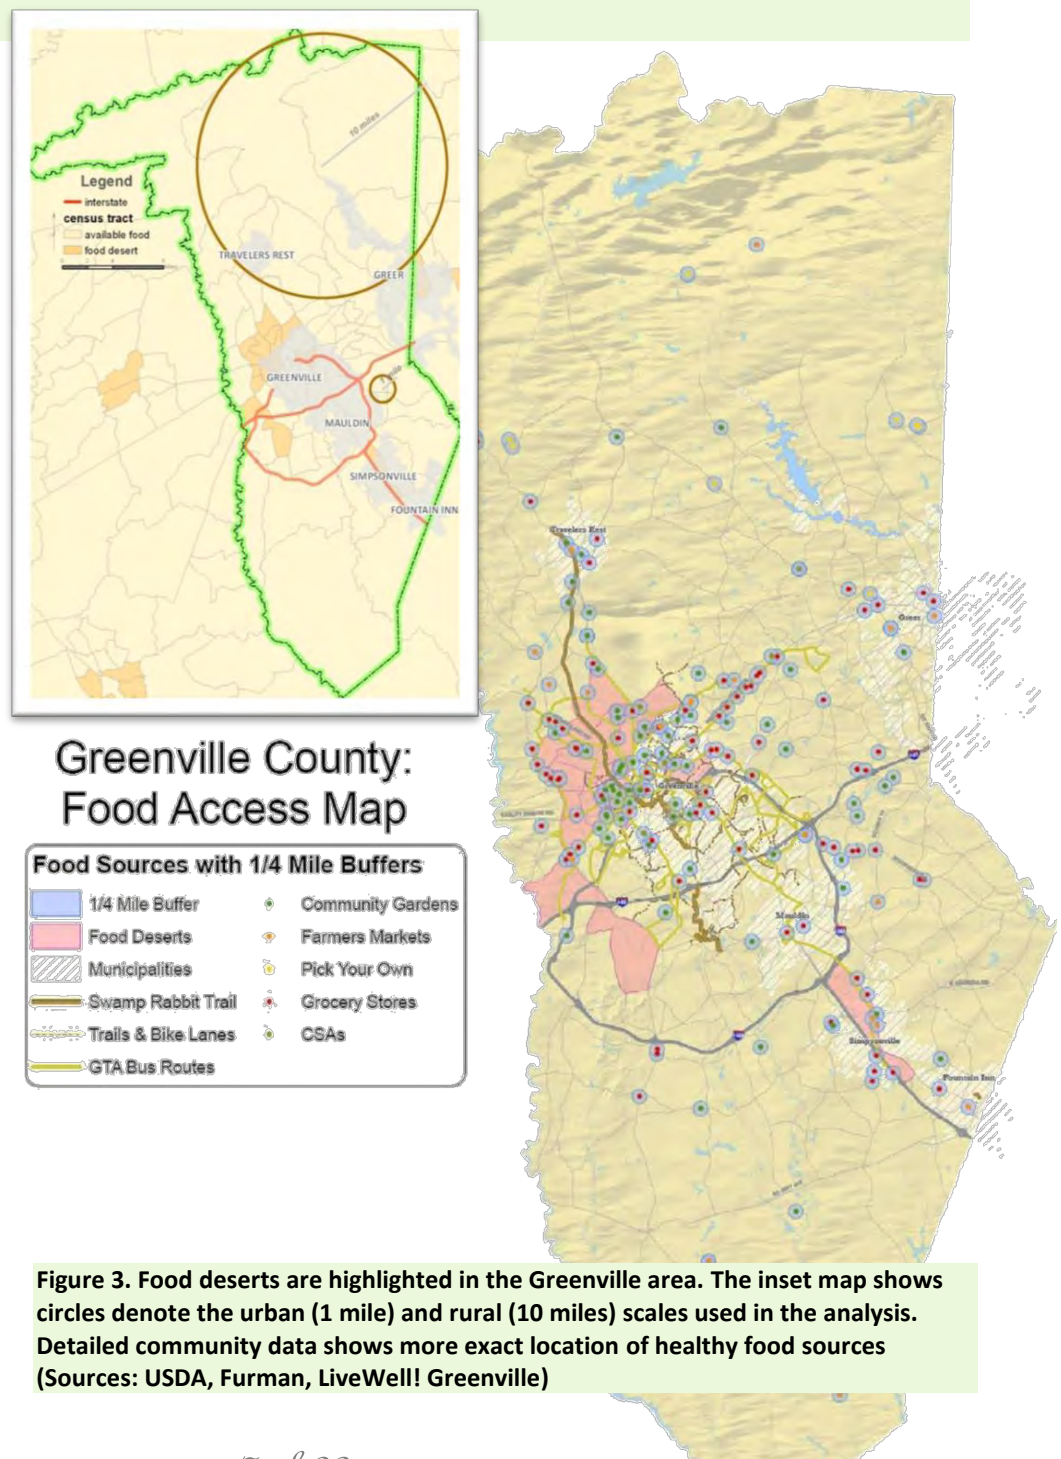 10 miles
Legend
interstate
census tract
available food
food desert
TRAVELERS REST
GREER
GREENVILLE
MAULDIN
SIMPSONVILLE
FOUNTAIN INN
Greenville County:
Food Access Map
Food Sources with 1/4 Mile Buffers
1/4 Mile Buffer
Community Gardens
Food Deserts
Farmers Markets
Municipalities
Pick Your Own
Swamp Rabbit Trail
Grocery Stores
Trails & Bike Lanes
CSAs
GTA Bus Routes
Travelers Rest
Greer
Greenville
Mauldin
Simpsonville
Fountain Inn
Figure 3. Food deserts are highlighted in the Greenville area. The inset map shows
circles denote the urban (1 mile) and rural (10 miles) scales used in the analysis.
Detailed community data shows more exact location of healthy food sources
(Sources: USDA, Furman, LiveWell! Greenville)